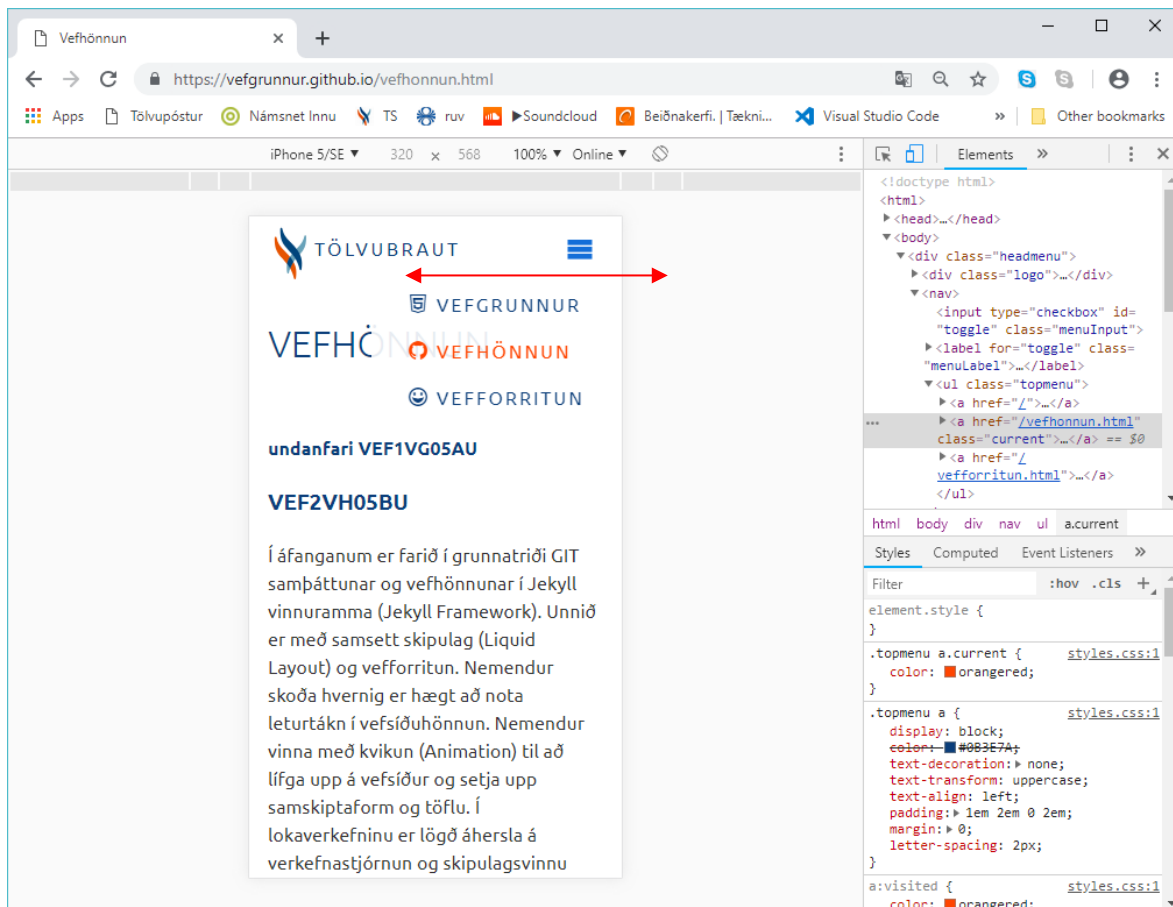 Vefhönnun
https://vefgrunnur.github.io/vefhonnun.html
Apps Tölvupóstur Námsnet Innu TS ruv ►Soundcloud Beiðnakerfi. | Tækni... Visual Studio Code » Other bookmarks
iPhone 5/SE ▼ 320 x 568 100% ▼ Online ▼
Elements »
TÖLVUBRAUT
VEFGRUNNUR
VEFHÖNNUN
VEFHÖNNUN
VEFFORRITUN
undanfari VEF1VG05AU
VEF2VH05BU
Í áfanganum er farið í grunnatriði GIT
samþáttunar og vefhönnunar í Jekyll
vinnuramma (Jekyll Framework). Unnið
er með samsett skipulag (Liquid
Layout) og vefforritun. Nemendur
skoða hvernig er hægt að nota
leturtákn í vefsíðuhönnun. Nemendur
vinna með kvikun (Animation) til að
lífga upp á vefsíður og setja upp
samskiptaform og töflu. Í
lokaverkefninu er lögð áhersla á
verkefnastjórnun og skipulagsvinnu
<!doctype html>
<html>
▶<head>…</head>
▼<body>
▼<div class="headmenu">
▶<div class="logo">…</div>
▼<nav>
<input type="checkbox" id=
"toggle" class="menuInput">
▶<label for="toggle" class=
"menuLabel">…</label>
▼<ul class="topmenu">
▶<a href="/">…</a>
... ▶<a href="/vefhonnun.html"
class="current">…</a> == $0
▶<a href="/
vefforritun.html">…</a>
</ul>
html body div nav ul a.current
Styles Computed Event Listeners »
Filter :hov .cls +
element.style {
}
.topmenu a.current { styles.css:1
color: orangered;
}
.topmenu a { styles.css:1
display: block;
color: #0B3E7A;
text-decoration:▶ none;
text-transform: uppercase;
text-align: left;
padding:▶ 1em 2em 0 2em;
margin:▶ 0;
letter-spacing: 2px;
}
a:visited { styles.css:1
color: orangered;